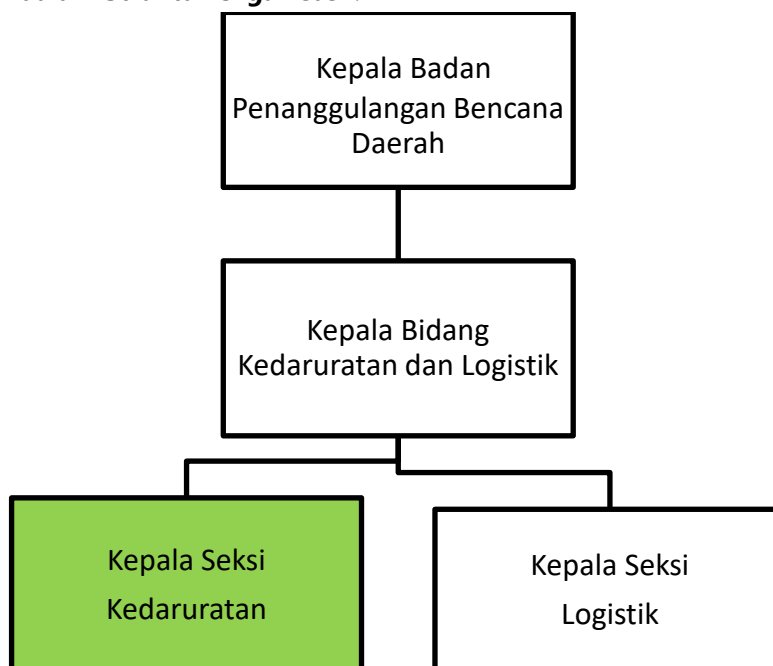 Kepala Badan
Penanggulangan Bencana
Daerah
Kepala Bidang
Kedaruratan dan Logistik
Kepala Seksi
Kedaruratan
Kepala Seksi
Logistik